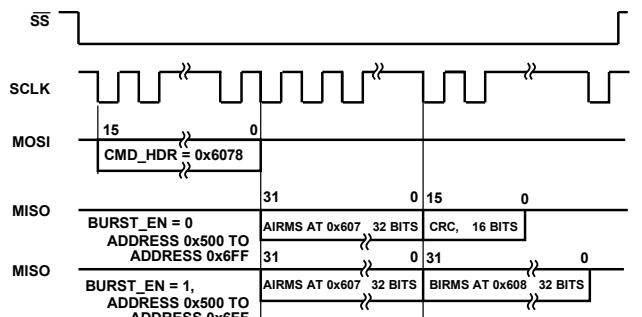 SS
SCLK
MOSI
15 0
CMD_HDR = 0x6078
31 0 15 0
MISO
BURST_EN = 0
ADDRESS 0x500 TO
ADDRESS 0x6FF
AIRMS AT 0x607 32 BITS
CRC, 16 BITS
31 0 31 0
MISO
BURST_EN = 1,
ADDRESS 0x500 TO
ADDRESS 0x6FF
AIRMS AT 0x607 32 BITS
BIRMS AT 0x608 32 BITS